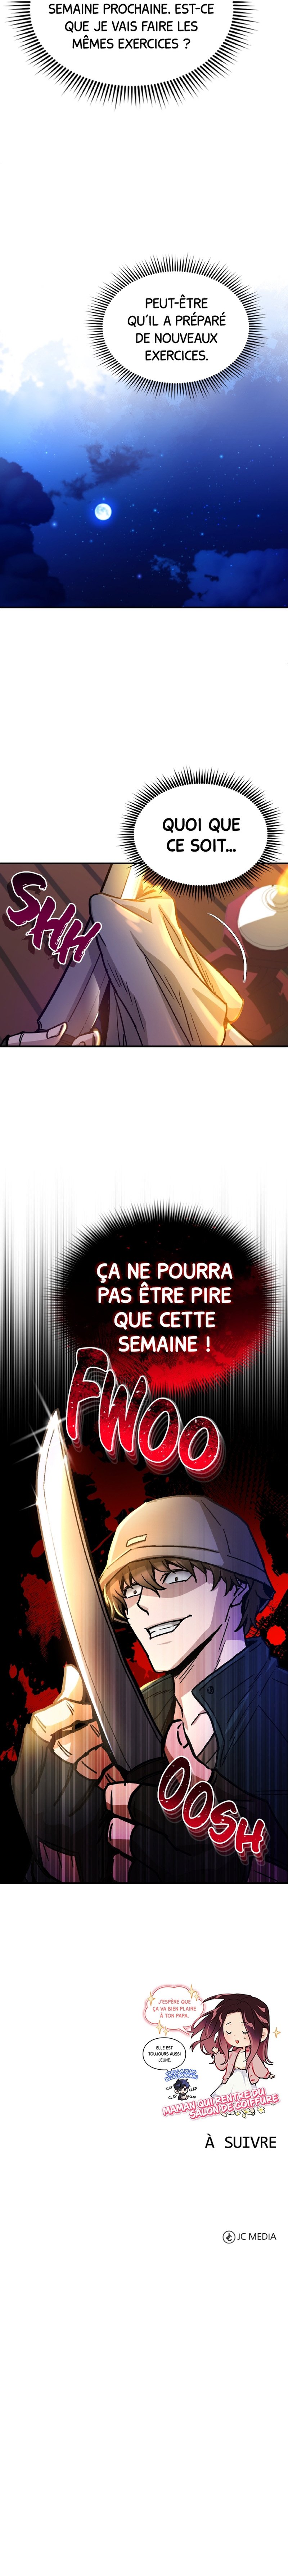 SEMAINE PROCHAINE. EST-CE
QUE JE VAIS FAIRE LES
MÊMES EXERCICES ?
PEUT-ÊTRE
QU'IL A PRÉPARÉ
DE NOUVEAUX
EXERCICES.
QUOI QUE
CE SOIT...
SHH
ÇA NE POURRA
PAS ÊTRE PIRE
QUE CETTE
SEMAINE !
FWOO
OOSH
J'ESPÈRE QUE
ÇA VA BIEN PLAIRE
À TON PAPA.
ELLE EST
TOUJOURS AUSSI
JEUNE.
CLAP
CLAP
MAMAN QUI RENTRE DU
SALON DE COIFFURE
À SUIVRE
JC MEDIA